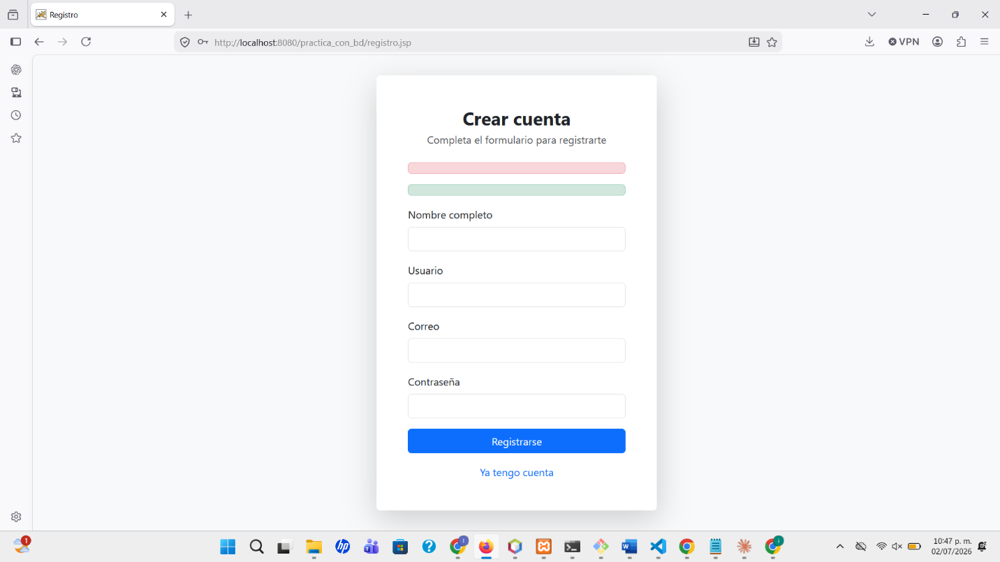 Registro
http://localhost:8080/practica_con_bd/registro.jsp
VPN
Crear cuenta
Completa el formulario para registrarte
Nombre completo
Usuario
Correo
Contraseña
Registrarse
Ya tengo cuenta
1
hp
T
?
I
W
i
10:47 p. m.
02/07/2026